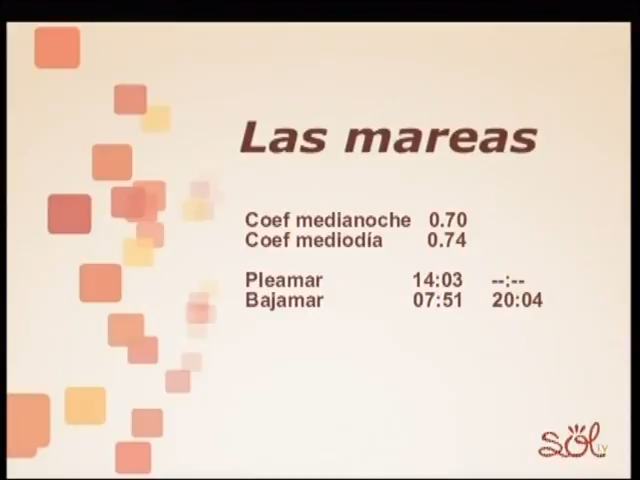 Las mareas
Coef medianoche 0.70
Coef mediodía 0.74
Pleamar 14:03 --:--
Bajamar 07:51 20:04
sol TV